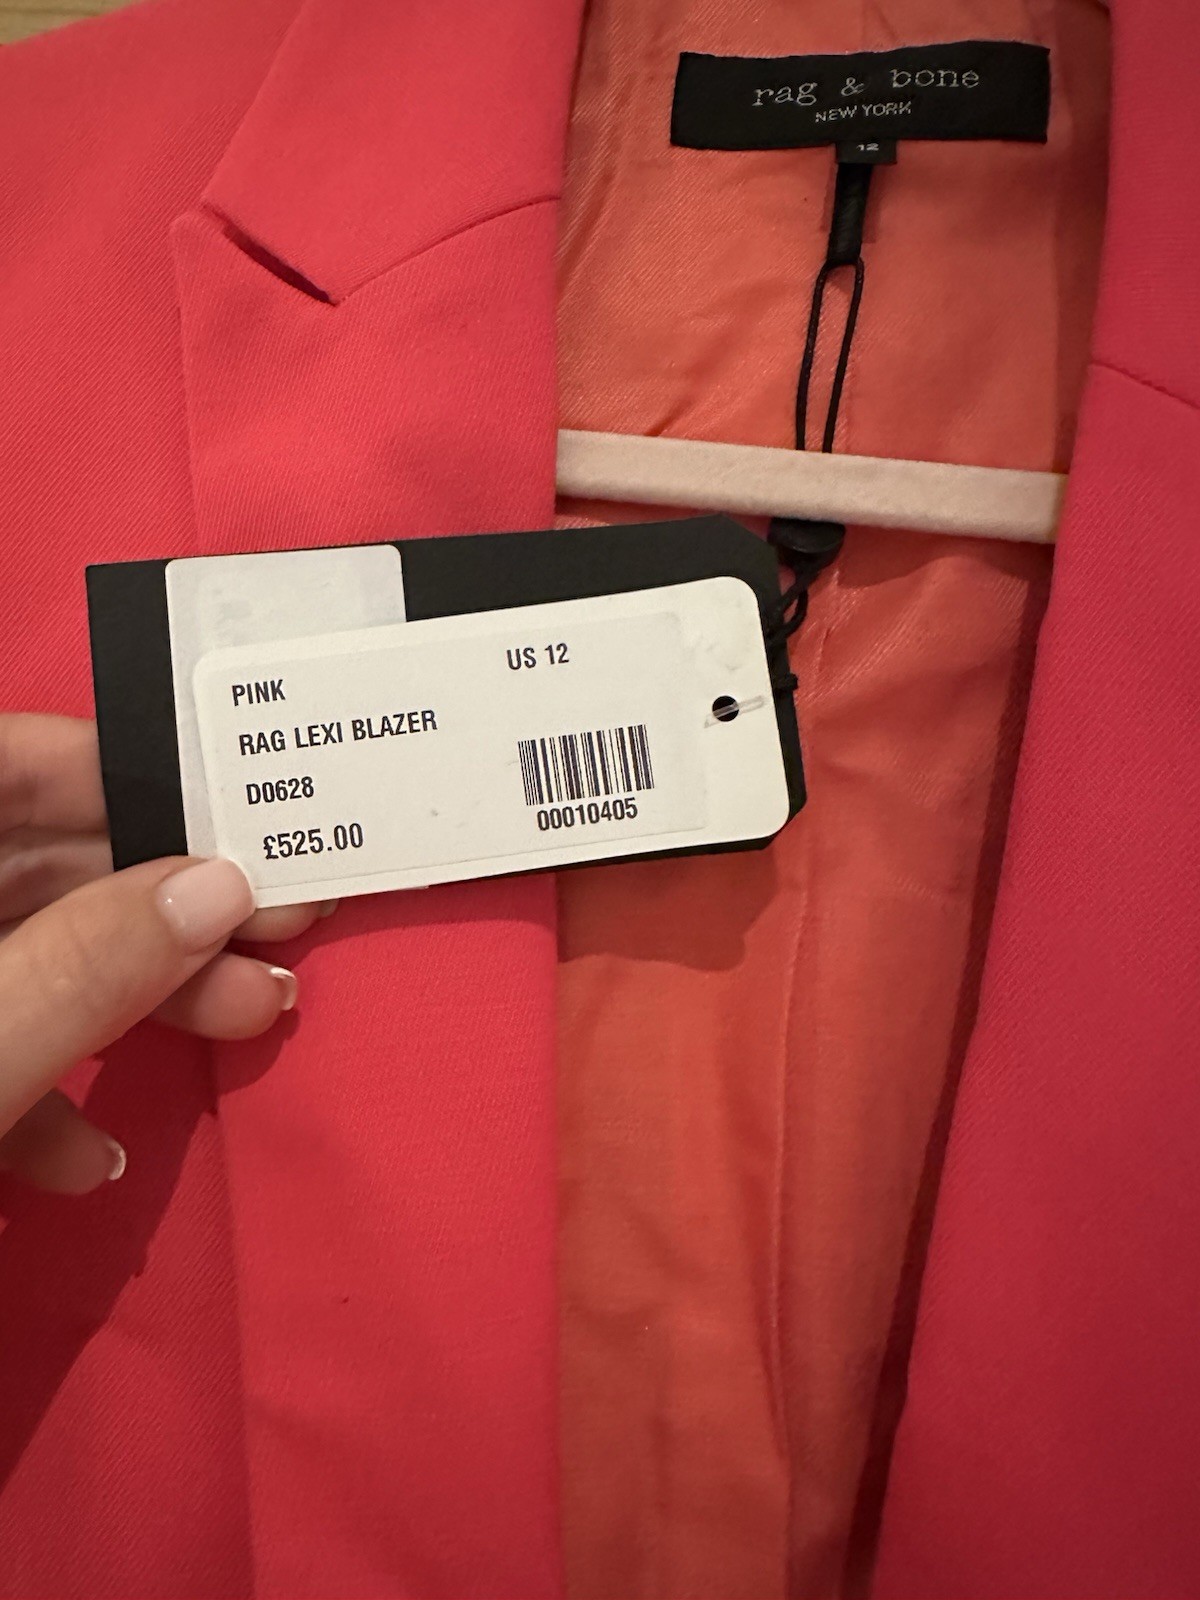 rag & bone
NEW YORK
12
US 12
PINK
RAG LEXI BLAZER
D0628
£525.00
00010405